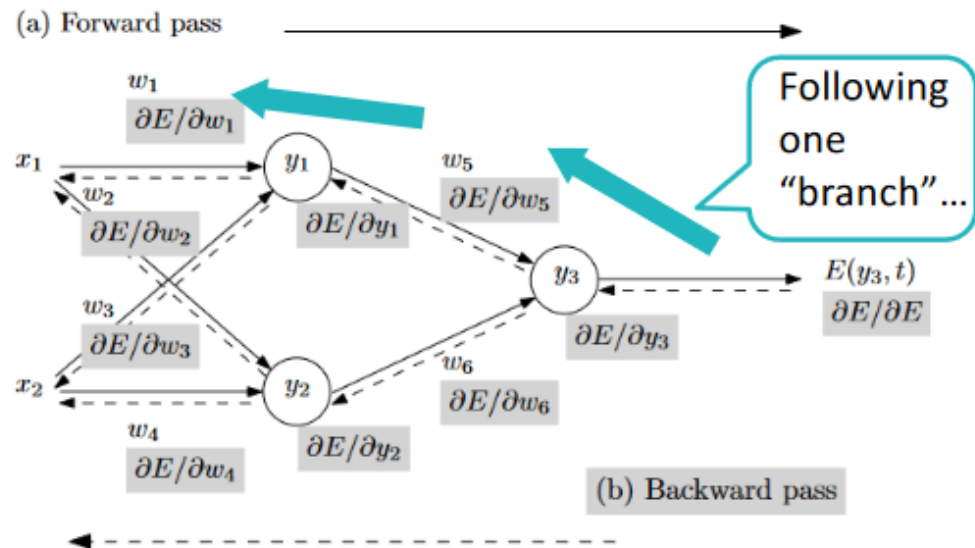 (a) Forward pass
Following
one
“branch”...
w₁
∂E/∂w₁
x₁
y₁
w₂
∂E/∂w₂
∂E/∂y₁
w₅
∂E/∂w₅
y₃
E(y₃, t)
∂E/∂E
∂E/∂y₃
w₃
∂E/∂w₃
x₂
y₂
w₄
∂E/∂w₄
∂E/∂y₂
w₆
∂E/∂w₆
(b) Backward pass